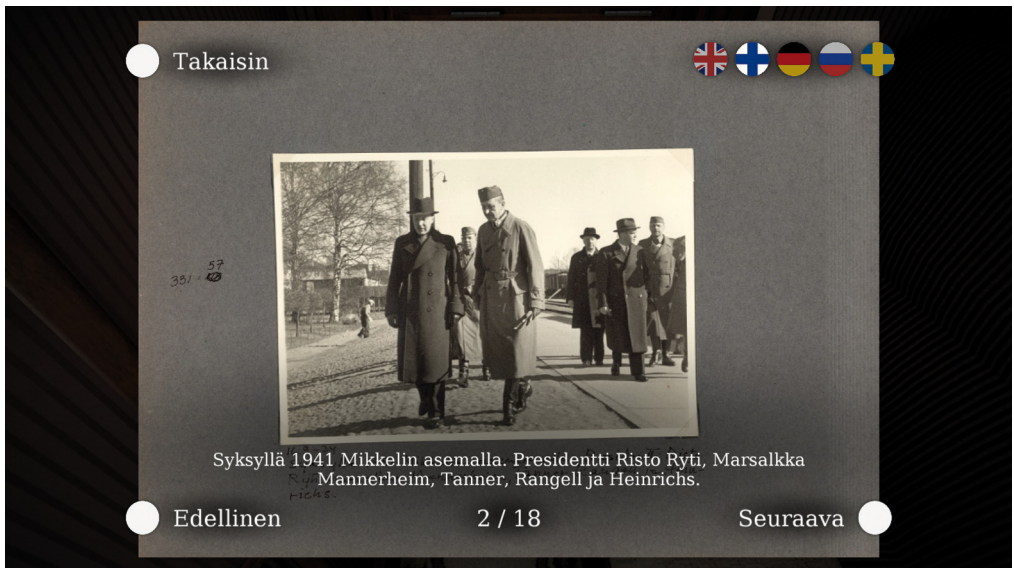 Takaisin
57
331 ·
Syksyllä 1941 Mikkelin asemalla. Presidentti Risto Ryti, Marsalkka
Mannerheim, Tanner, Rangell ja Heinrichs.
Edellinen
2 / 18
Seuraava